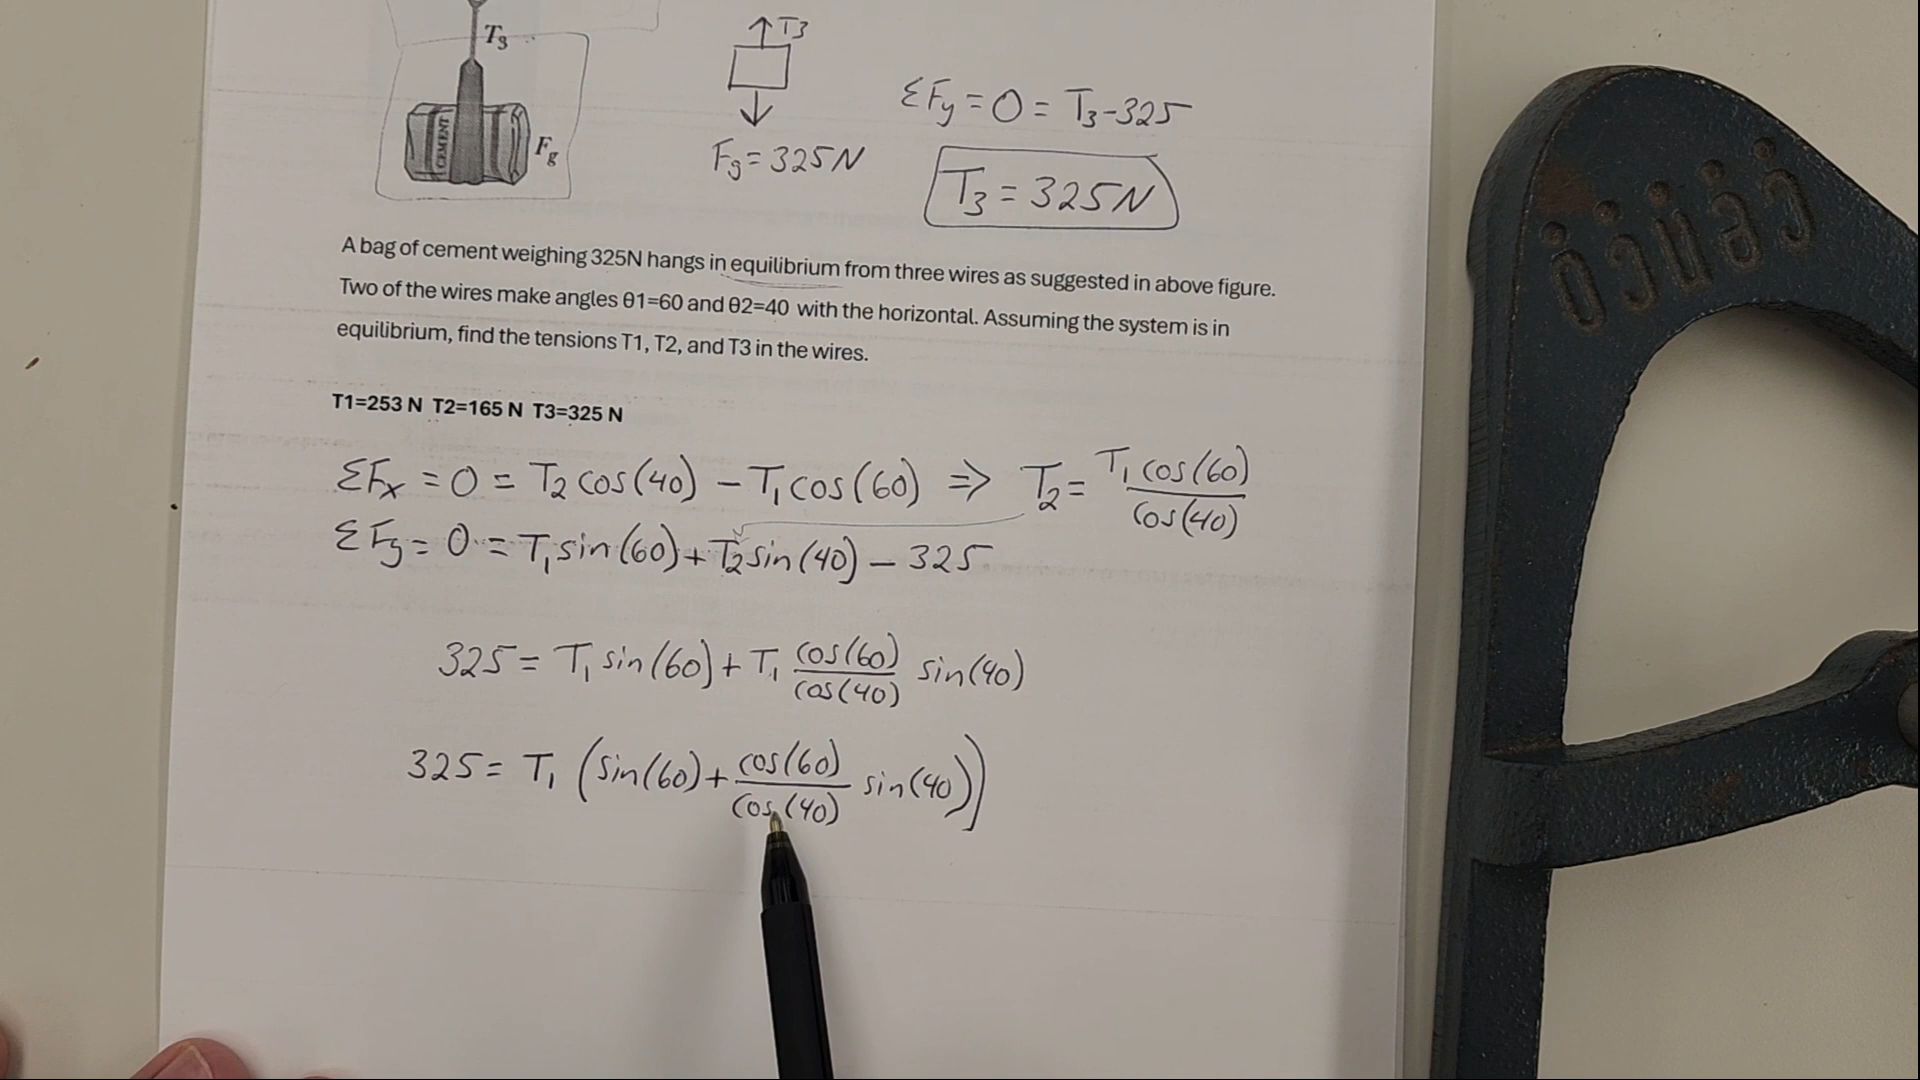 T3
↑T3
CEMENT
Fg
Fg = 325N
ΣFy = 0 = T3 - 325
T3 = 325N
A bag of cement weighing 325N hangs in equilibrium from three wires as suggested in above figure.
Two of the wires make angles θ1=60 and θ2=40 with the horizontal. Assuming the system is in
equilibrium, find the tensions T1, T2, and T3 in the wires.
T1=253 N T2=165 N T3=325 N
ΣFx = 0 = T2 cos(40) - T1 cos(60) ⇒ T2 = T1 cos(60) / cos(40)
ΣFy = 0 = T1 sin(60) + T2 sin(40) - 325
325 = T1 sin(60) + T1 cos(60) / cos(40) sin(40)
325 = T1 (sin(60) + cos(60) / cos(40) sin(40))